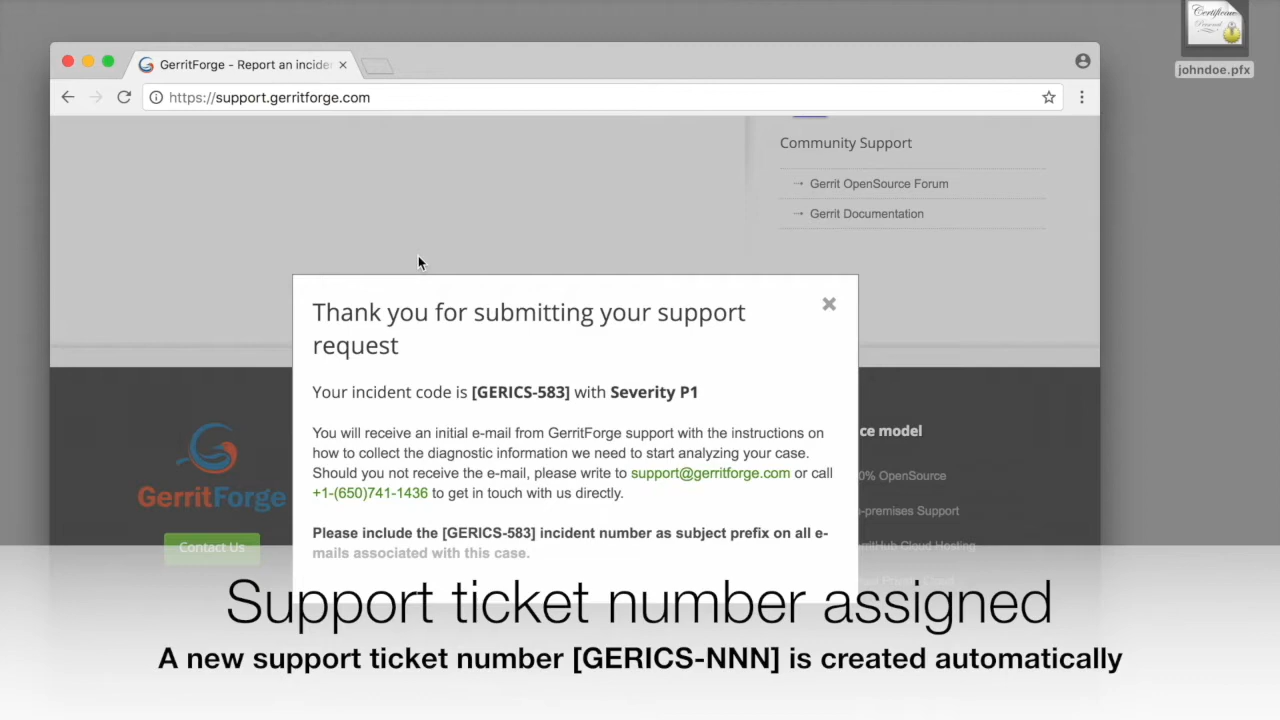 Certificate
Personal
johndoe.pfx
GerritForge - Report an incide
https://support.gerritforge.com
Community Support
Gerrit OpenSource Forum
Gerrit Documentation
Thank you for submitting your support
request
Your incident code is [GERICS-583] with Severity P1
You will receive an initial e-mail from GerritForge support with the instructions on
how to collect the diagnostic information we need to start analyzing your case.
Should you not receive the e-mail, please write to support@gerritforge.com or call
+1-(650)741-1436 to get in touch with us directly.
Please include the [GERICS-583] incident number as subject prefix on all e-
mails associated with this case.
GerritForge
Contact Us
ce model
0% OpenSource
-premises Support
rritHub Cloud Hosting
Support ticket number assigned
A new support ticket number [GERICS-NNN] is created automatically